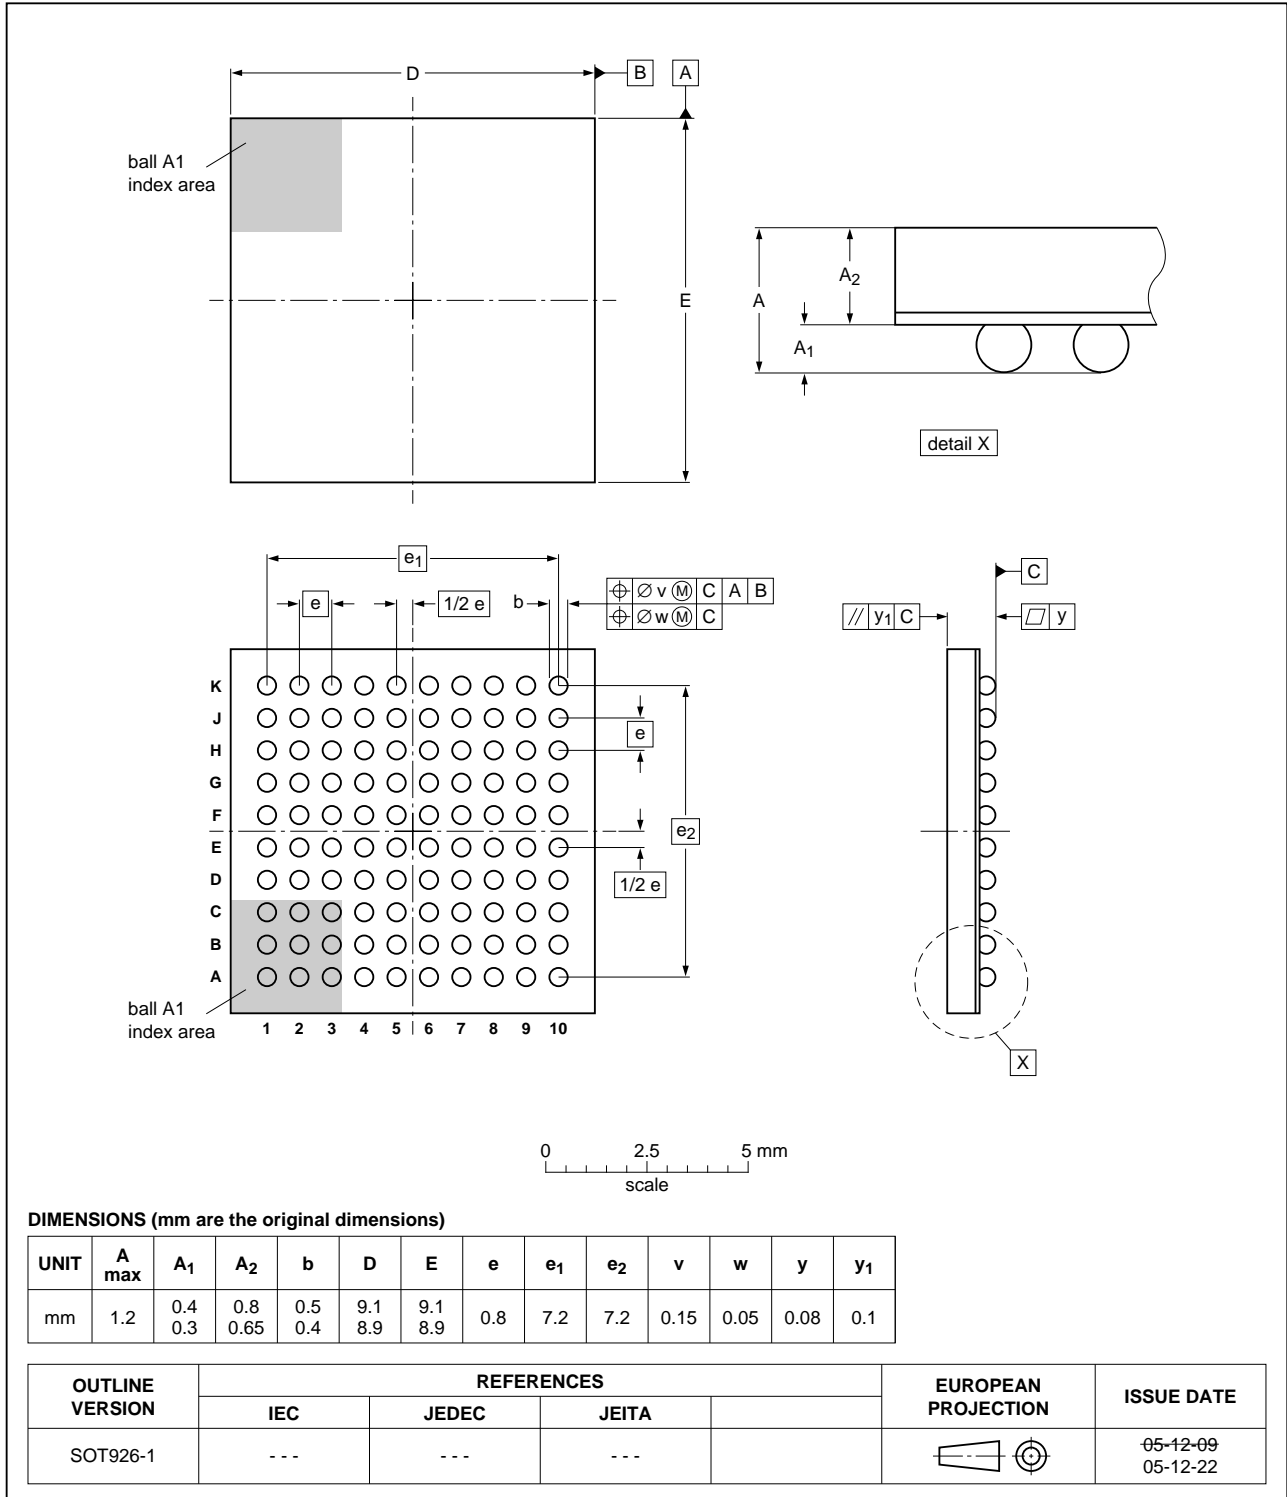 D
B
A
ball A1
index area
E
A
A2
A1
detail X
e1
e
1/2 e
b
∅ v Ⓜ C A B
∅ w Ⓜ C
C
// y1 C
y
K
J
H
e
G
F
e2
E
D
1/2 e
C
B
A
ball A1
index area
1 2 3 4 5 6 7 8 9 10
X
0 2.5 5 mm
scale
DIMENSIONS (mm are the original dimensions)
UNIT A max A1 A2 b D E e e1 e2 v w y y1
mm 1.2 0.4 0.3 0.8 0.65 0.5 0.4 9.1 8.9 9.1 8.9 0.8 7.2 7.2 0.15 0.05 0.08 0.1
OUTLINE VERSION REFERENCES EUROPEAN PROJECTION ISSUE DATE
IEC JEDEC JEITA
SOT926-1 - - - - - - - - - 05-12-09
05-12-22